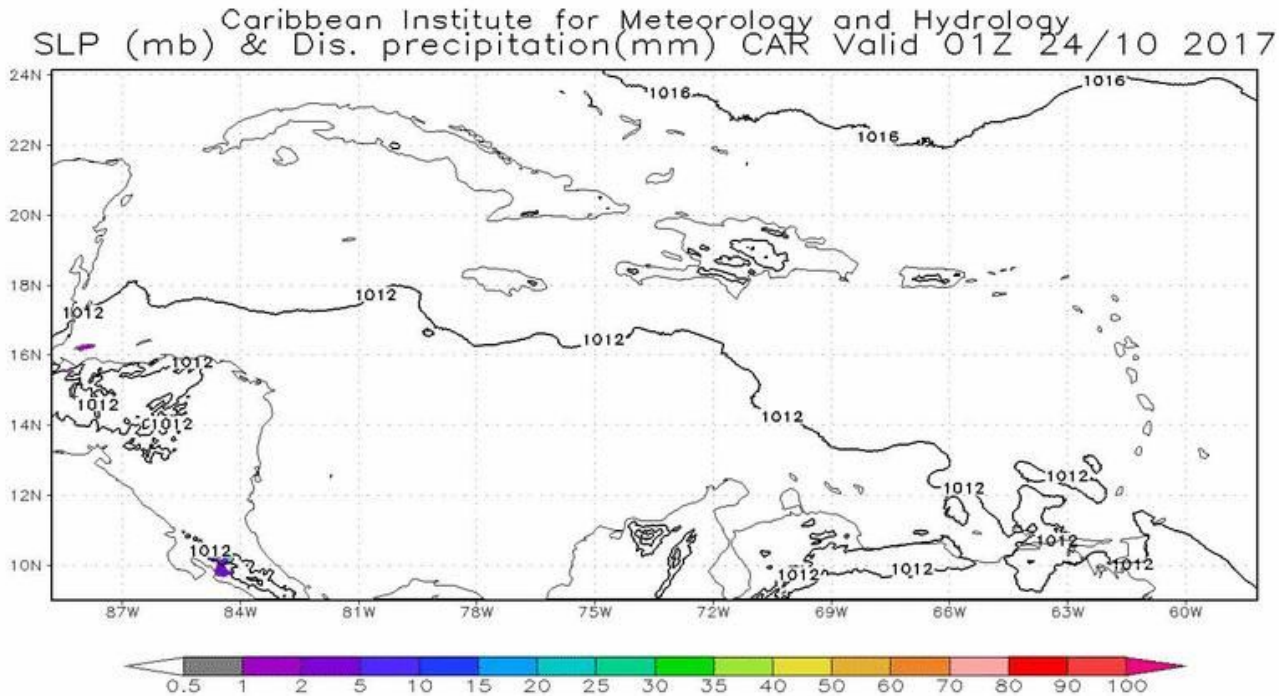 Caribbean Institute for Meteorology and Hydrology
SLP (mb) & Dis. precipitation(mm) CAR Valid 01Z 24/10 2017
24N
1016
1016
1016
22N
20N
18N
1012
1012
1012
16N
1012
1012
1012
1012
14N
1012
12N
1012
1012
1012
1012
10N
1012
1012
1012
87W 84W 81W 78W 75W 72W 69W 66W 63W 60W
0.5 1 2 5 10 15 20 25 30 35 40 50 60 70 80 90 100